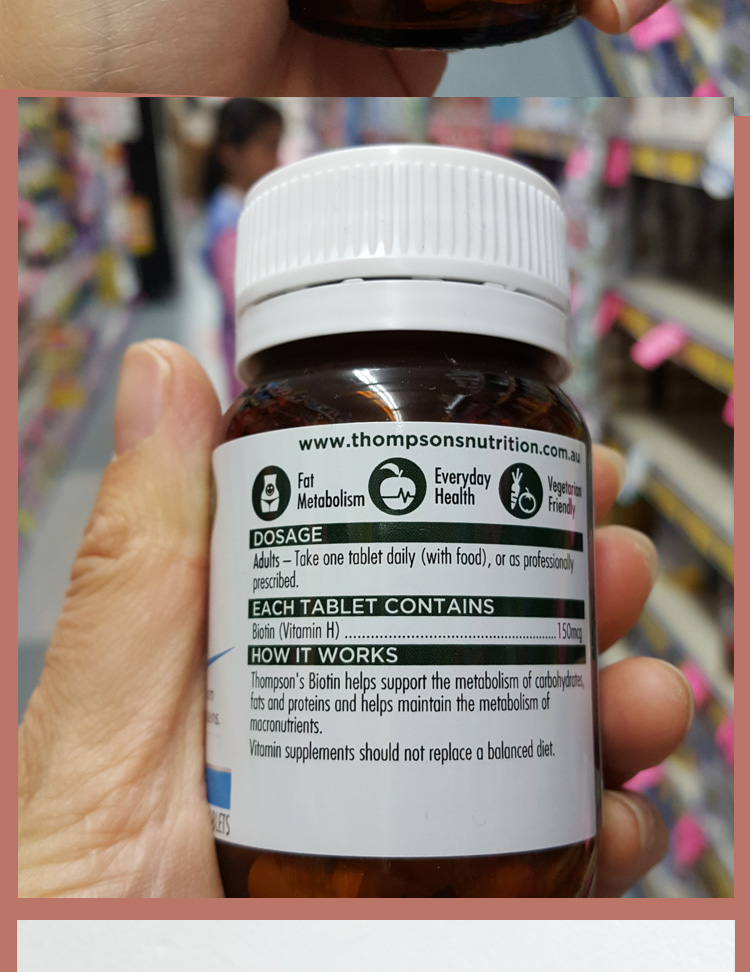 www.thompsonsnutrition.com.au
Fat
Metabolism
Everyday
Health
Vegetarian
Friendly
DOSAGE
Adults – Take one tablet daily (with food), or as professionally
prescribed.
EACH TABLET CONTAINS
Biotin (Vitamin H) ..........................................................150mcg
HOW IT WORKS
Thompson's Biotin helps support the metabolism of carbohydrates,
fats and proteins and helps maintain the metabolism of
macronutrients.
Vitamin supplements should not replace a balanced diet.